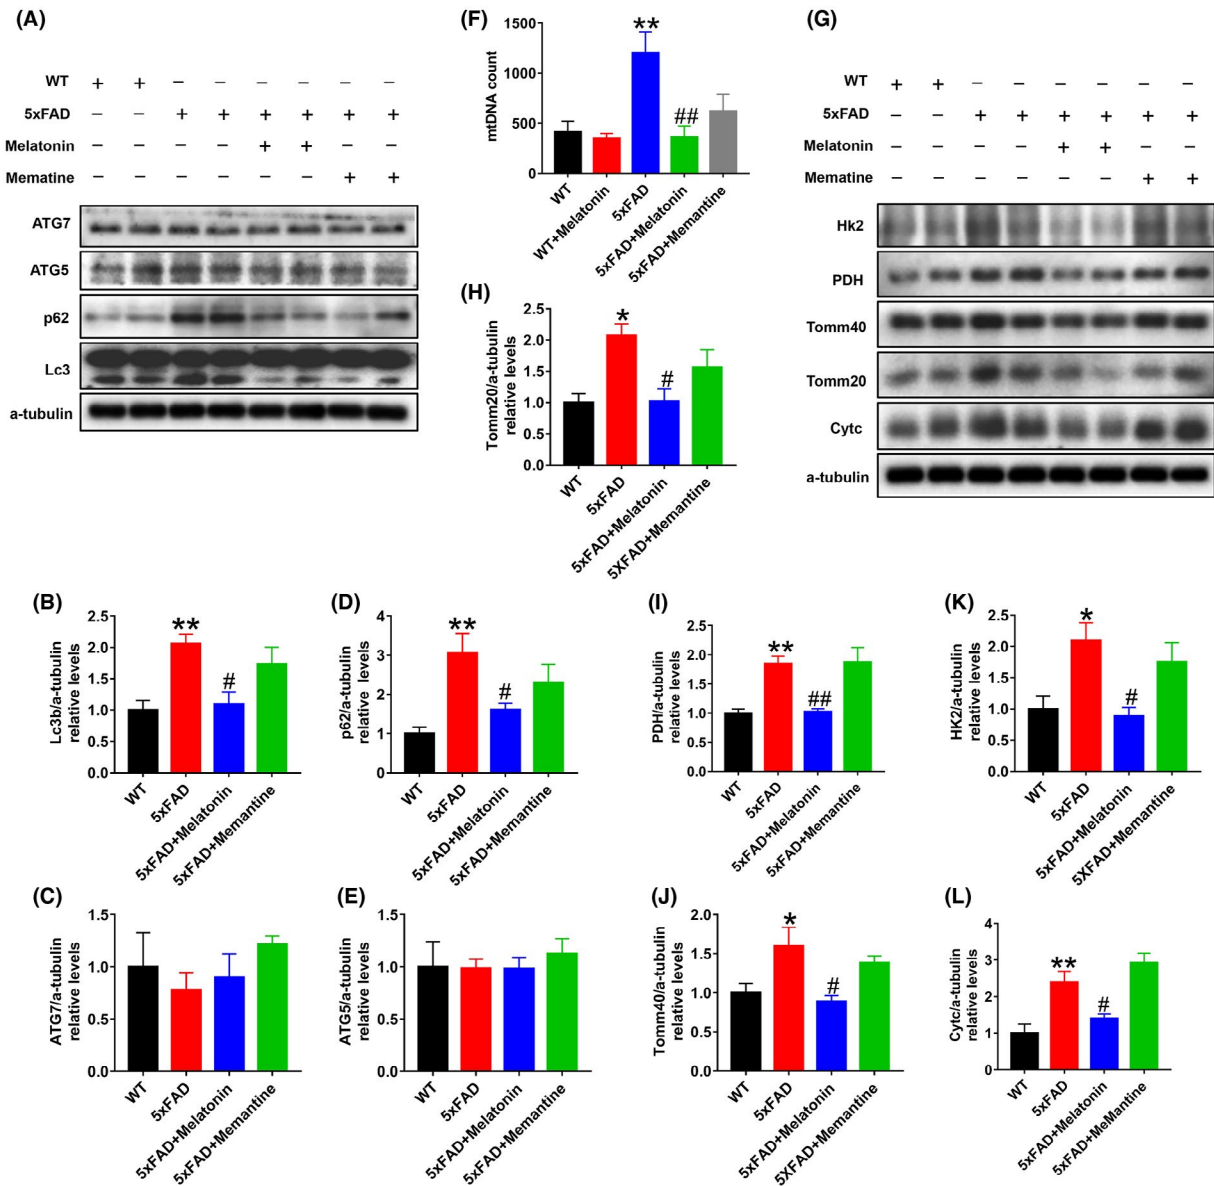 (A)
WT + + – – – – – –
5xFAD – – + + + + + +
Melatonin – – – – + + – –
Mematine – – – – – – + +
ATG7
ATG5
p62
Lc3
a-tubulin
(F)
mtDNA count
1500
1000
500
0
**
##
WT
WT+Melatonin
5xFAD
5xFAD+Melatonin
5xFAD+Memantine
(H)
Tomm20/a-tubulin
relative levels
2.5
2.0
1.5
1.0
0.5
0.0
*
#
WT
5xFAD
5xFAD+Melatonin
5XFAD+Memantine
(G)
WT + + – – – – – –
5xFAD – – + + + + + +
Melatonin – – – – + + – –
Mematine – – – – – – + +
Hk2
PDH
Tomm40
Tomm20
Cytc
a-tubulin
(B)
Lc3b/a-tubulin
relative levels
2.5
2.0
1.5
1.0
0.5
0.0
**
#
WT
5xFAD
5xFAD+Melatonin
5xFAD+Memantine
(D)
p62/a-tubulin
relative levels
4
3
2
1
0
**
#
WT
5xFAD
5xFAD+Melatonin
5xFAD+Memantine
(I)
PDH/a-tubulin
relative levels
2.5
2.0
1.5
1.0
0.5
0.0
**
##
WT
5xFAD
5xFAD+Melatonin
5xFAD+Memantine
(K)
HK2/a-tubulin
relative levels
2.5
2.0
1.5
1.0
0.5
0.0
*
#
WT
5xFAD
5xFAD+Melatonin
5XFAD+Memantine
(C)
ATG7/a-tubulin
relative levels
1.5
1.0
0.5
0.0
WT
5xFAD
5xFAD+Melatonin
5XFAD+Memantine
(E)
ATG5/a-tubulin
relative levels
1.5
1.0
0.5
0.0
WT
5xFAD
5xFAD+Melatonin
5XFAD+Memantine
(J)
Tomm40/a-tubulin
relative levels
2.0
1.5
1.0
0.5
0.0
*
#
WT
5xFAD
5xFAD+Melatonin
5XFAD+Memantine
(L)
Cytc/a-tubulin
relative levels
4
3
2
1
0
**
#
WT
5xFAD
5xFAD+Melatonin
5xFAD+MeMantine